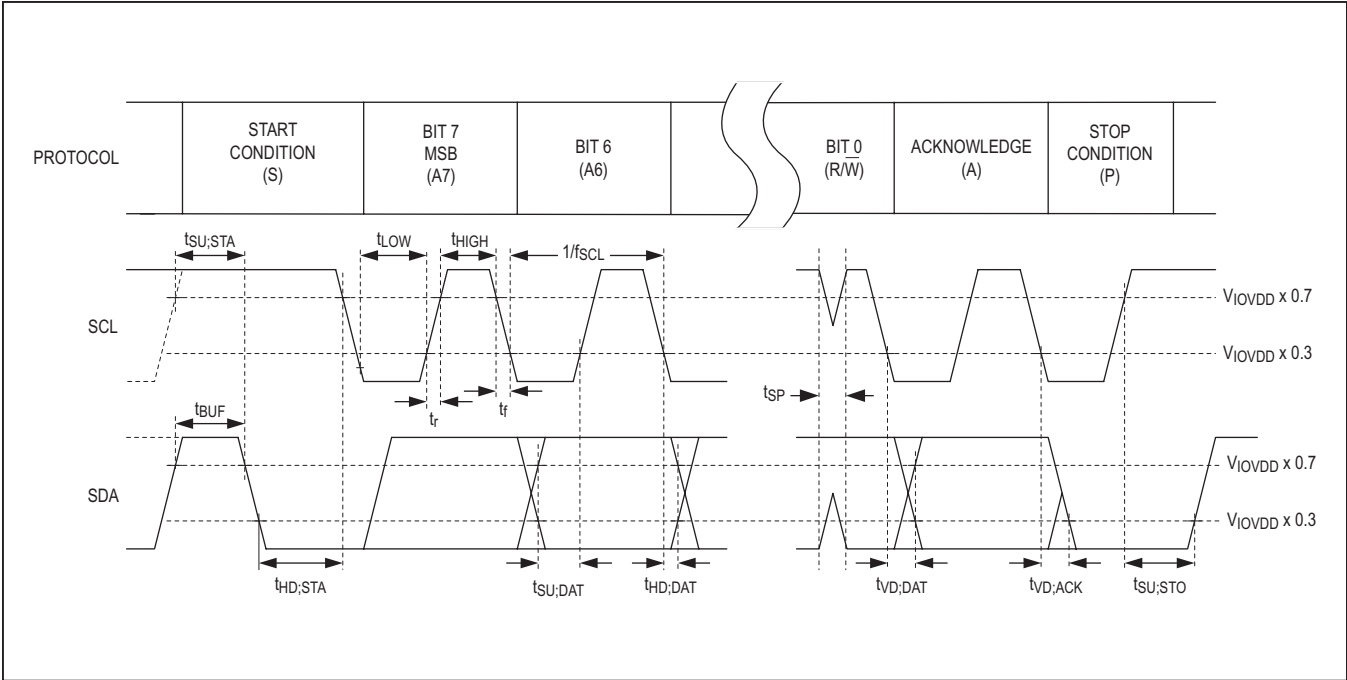 PROTOCOL
START
CONDITION
(S)
BIT 7
MSB
(A7)
BIT 6
(A6)
BIT 0
(R/W̅)
ACKNOWLEDGE
(A)
STOP
CONDITION
(P)
tSU;STA
tLOW
tHIGH
1/fSCL
SCL
VIOVDD x 0.7
VIOVDD x 0.3
tr
tf
tSP
tBUF
SDA
VIOVDD x 0.7
VIOVDD x 0.3
tHD;STA
tSU;DAT
tHD;DAT
tVD;DAT
tVD;ACK
tSU;STO